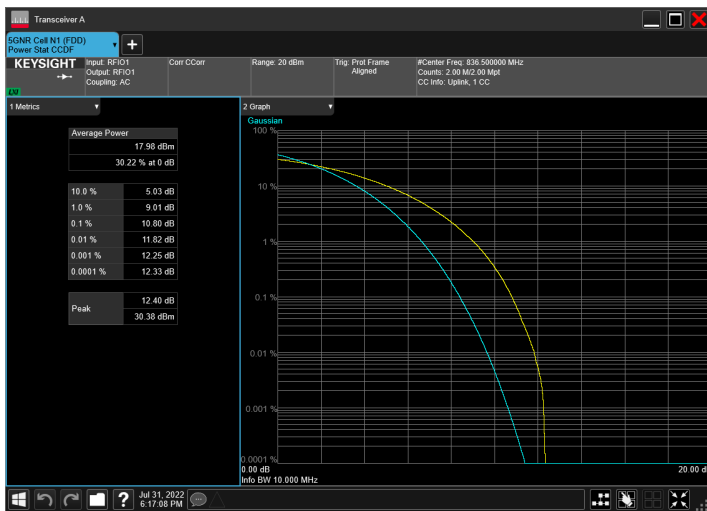 Transceiver A
5GNR Cell N1 (FDD)
Power Stat CCDF
KEYSIGHT
Input: RFIO1
Output: RFIO1
Coupling: AC
Corr CCorr
Range: 20 dBm
Trig: Prot Frame
Aligned
#Center Freq: 836.500000 MHz
Counts: 2.00 M/2.00 Mpt
CC Info: Uplink, 1 CC
1 Metrics
Average Power
17.98 dBm
30.22 % at 0 dB
10.0 % 5.03 dB
1.0 % 9.01 dB
0.1 % 10.80 dB
0.01 % 11.82 dB
0.001 % 12.25 dB
0.0001 % 12.33 dB
Peak
12.40 dB
30.38 dBm
2 Graph
Gaussian
100 %
10 %
1 %
0.1 %
0.01 %
0.001 %
0.0001 %
0.00 dB
20.00 dB
Info BW 10.000 MHz
Jul 31, 2022
6:17:08 PM